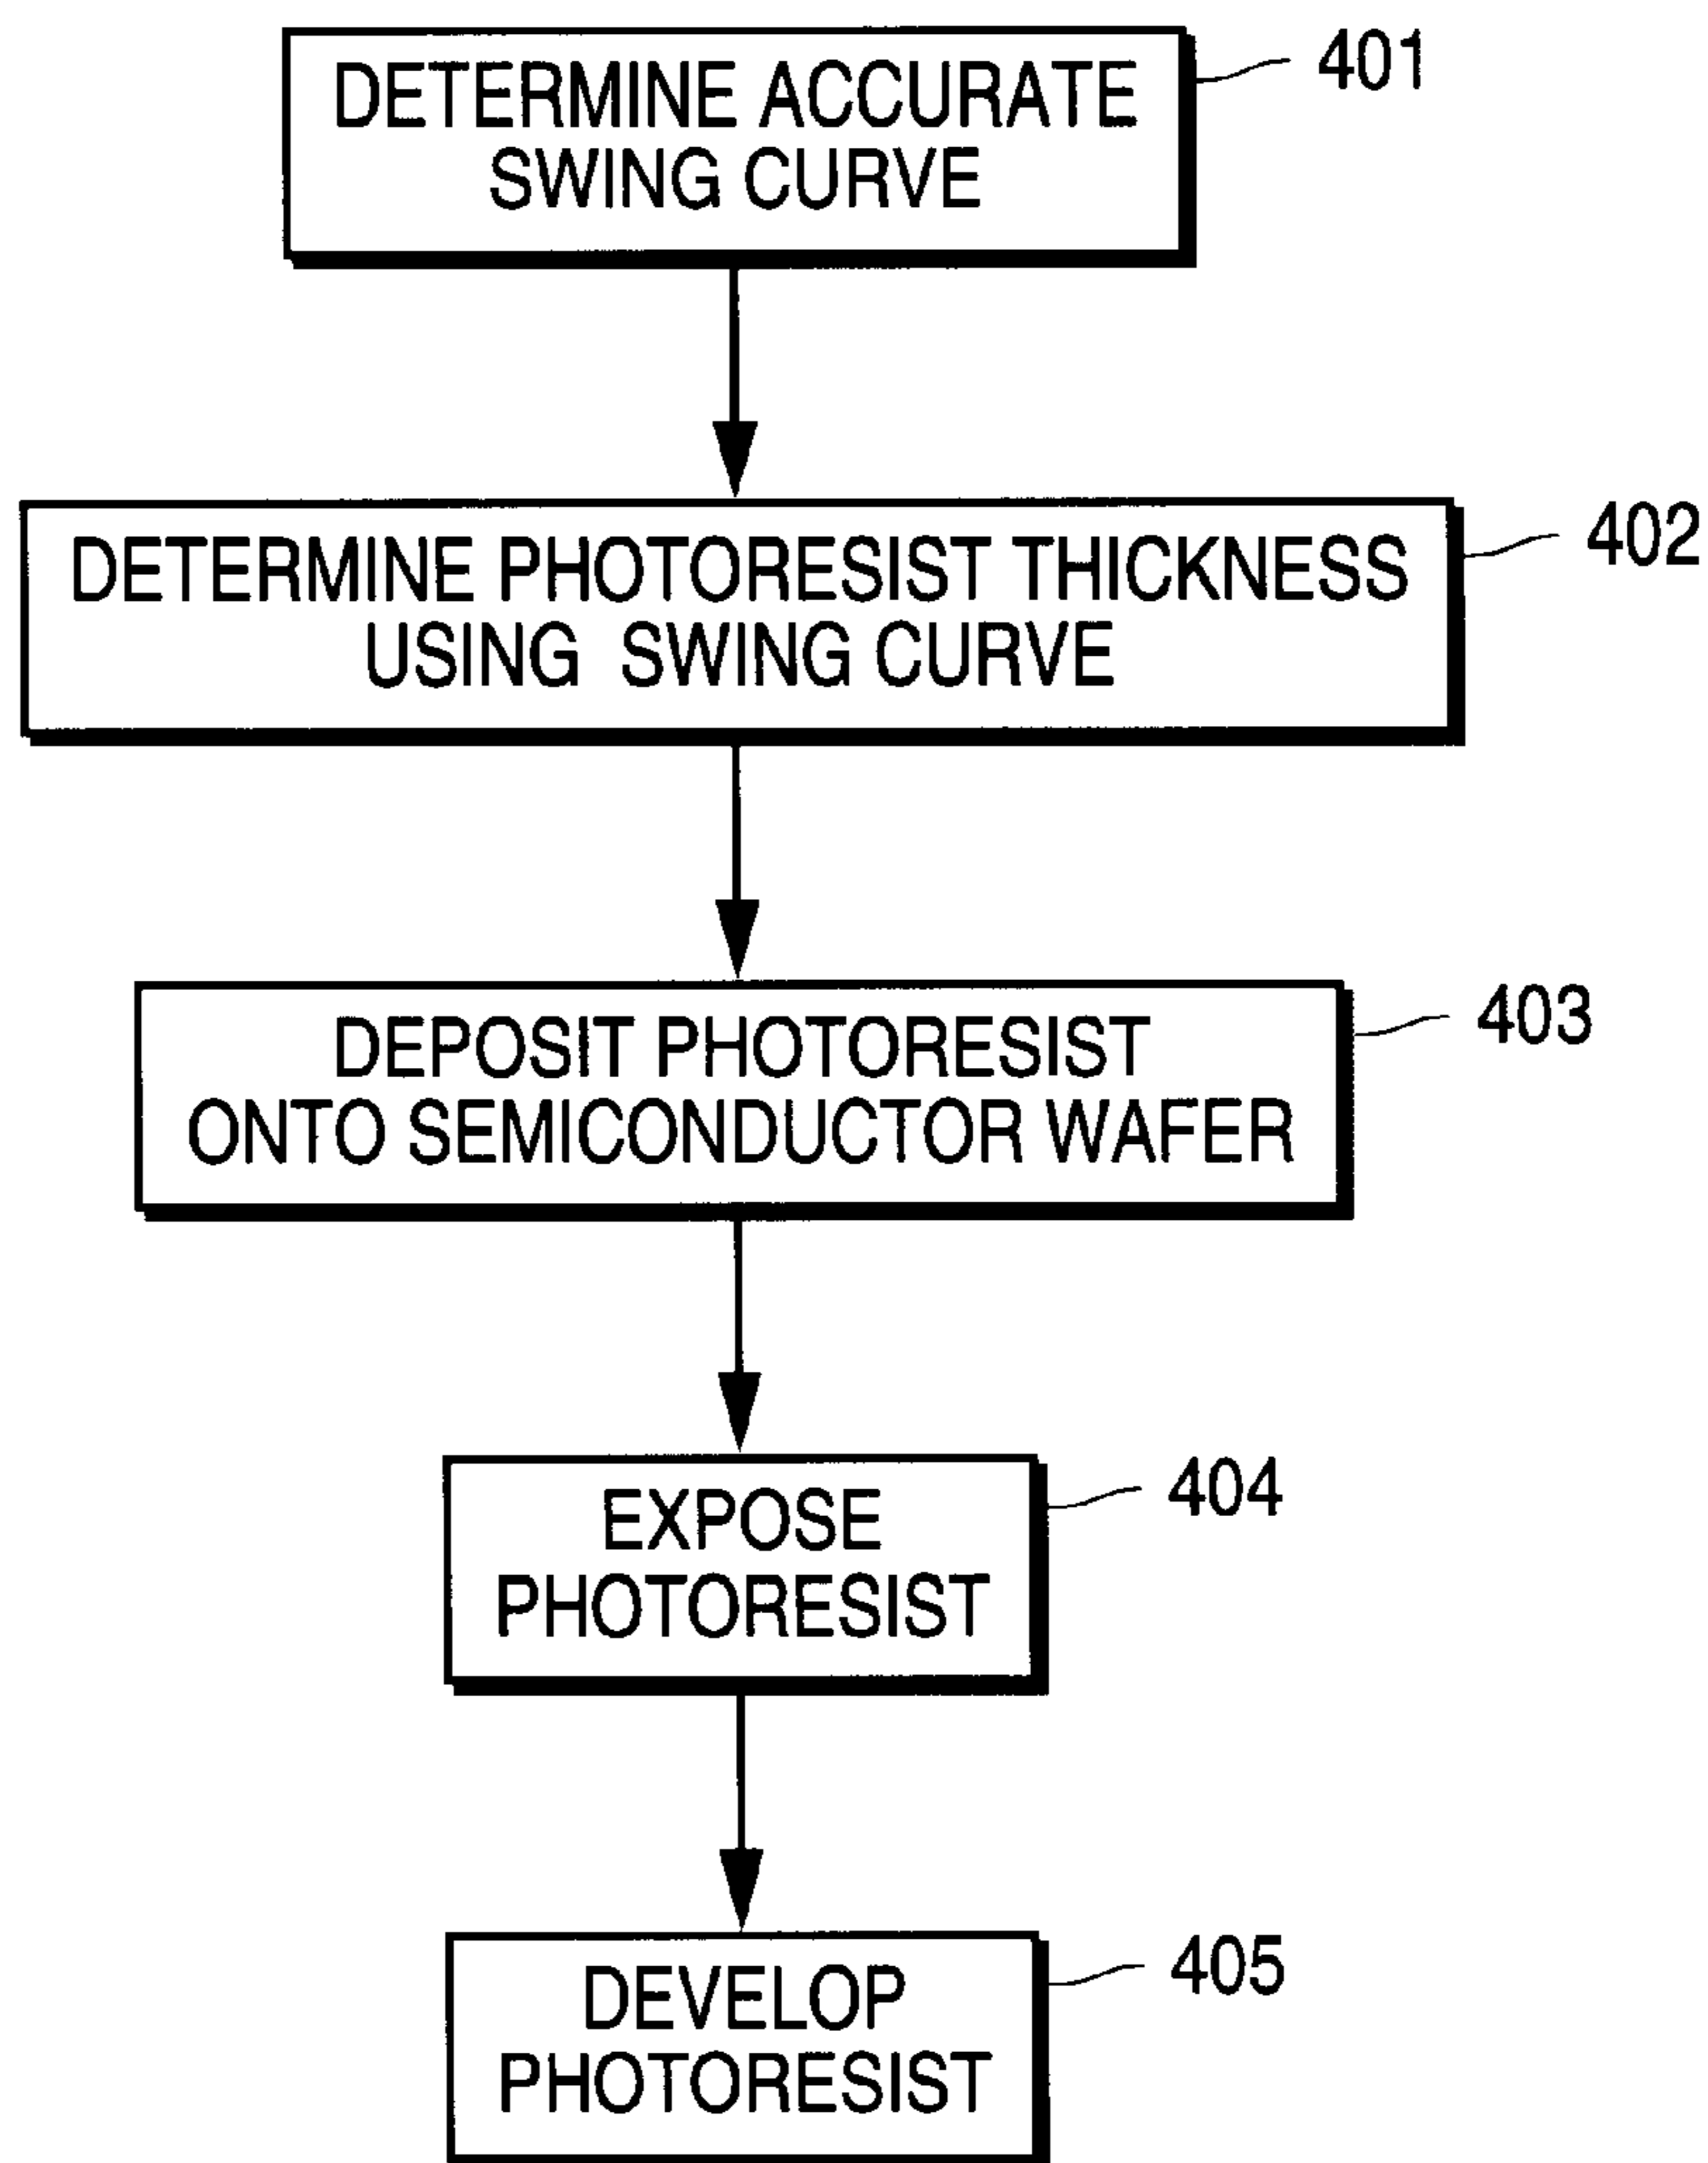 DETERMINE ACCURATE
SWING CURVE
401
DETERMINE PHOTORESIST THICKNESS
USING SWING CURVE
402
DEPOSIT PHOTORESIST
ONTO SEMICONDUCTOR WAFER
403
EXPOSE
PHOTORESIST
404
DEVELOP
PHOTORESIST
405